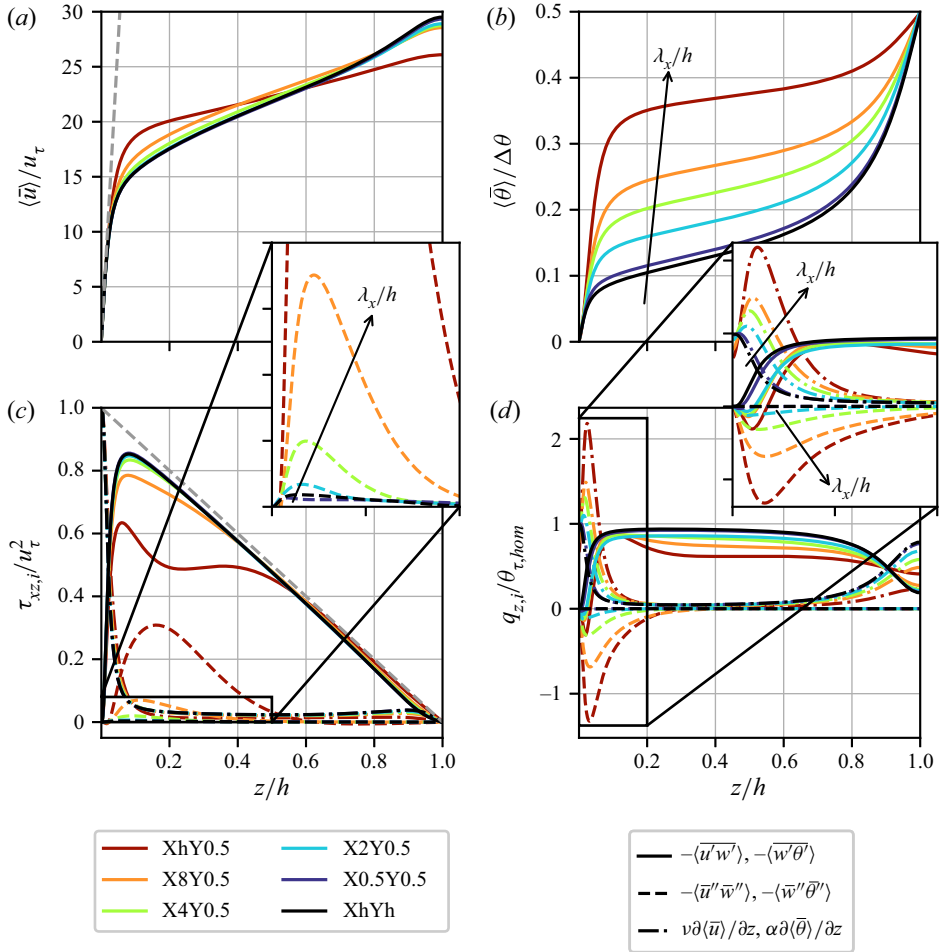 (a)
30
25
20
15
10
5
0
⟨ū⟩/u_τ
(b)
0.5
0.4
0.3
0.2
0.1
0
⟨θ̄⟩/Δθ
λ_x/h
λ_x/h
λ_x/h
λ_x/h
(c)
1.0
0.8
0.6
0.4
0.2
0
τ_{xz,i}/u_τ^2
0.2 0.4 0.6 0.8 1.0
z/h
(d)
2
1
0
−1
q_{z,i}/θ_{τ,hom}
0.2 0.4 0.6 0.8 1.0
z/h
XhY0.5 X2Y0.5
X8Y0.5 X0.5Y0.5
X4Y0.5 XhYh
−⟨\overline{u′w′}⟩, −⟨\overline{w′θ′}⟩
−⟨ū″w̄″⟩, −⟨w̄″θ̄″⟩
ν∂⟨ū⟩/∂z, α∂⟨θ̄⟩/∂z